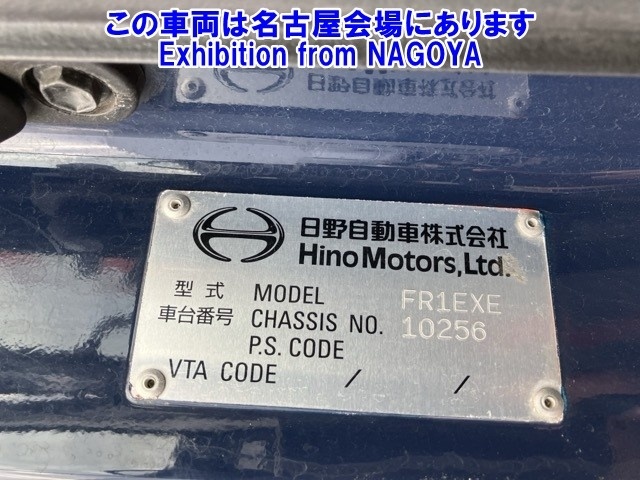 この車両は名古屋会場にあります
Exhibition from NAGOYA
日野自動車株式会社
Hino Motors, Ltd.
型式 MODEL FR1EXE
車台番号 CHASSIS NO. 10256
P.S. CODE
VTA CODE / /